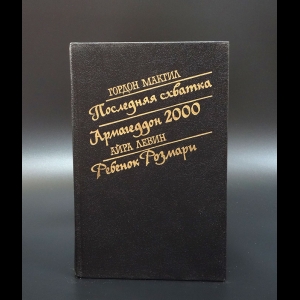 ГОРДОН МАКГИЛ
Последняя схватка
Армагеддон 2000
АЙРА ЛЕВИН
Ребенок Розмари